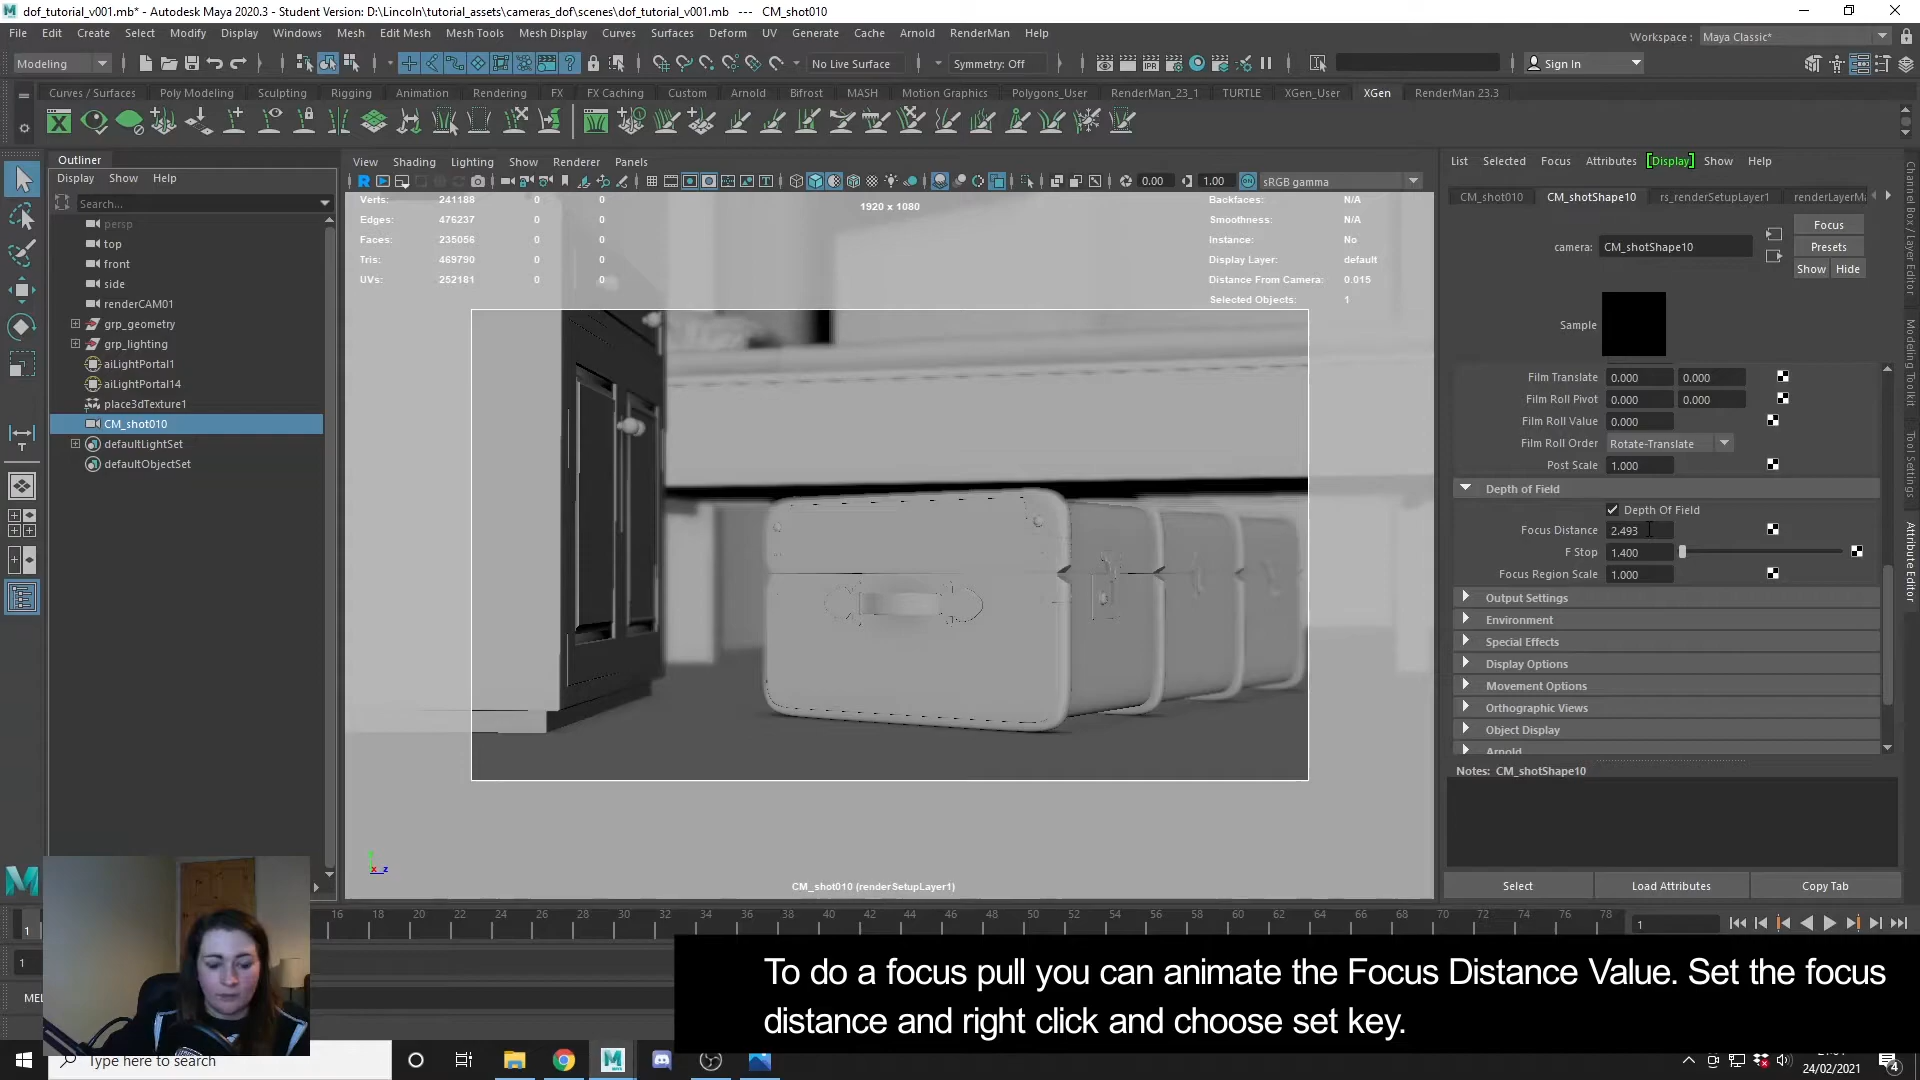 dof_tutorial_v001.mb* - Autodesk Maya 2020.3 - Student Version: D:\Lincoln\tutorial_assets\cameras_dof\scenes\dof_tutorial_v001.mb --- CM_shot010
File Edit Create Select Modify Display Windows Mesh Edit Mesh Mesh Tools Mesh Display Curves Surfaces Deform UV Generate Cache Arnold RenderMan Help
Workspace : Maya Classic*
Modeling No Live Surface Symmetry: Off Sign In
Curves / Surfaces Poly Modeling Sculpting Rigging Animation Rendering FX FX Caching Custom Arnold Bifrost MASH Motion Graphics Polygons_User RenderMan_23_1 TURTLE XGen_User XGen RenderMan 23.3
Outliner
Display Show Help
Search...
persp
top
front
side
renderCAM01
grp_geometry
grp_lighting
aiLightPortal1
aiLightPortal14
place3dTexture1
CM_shot010
defaultLightSet
defaultObjectSet
View Shading Lighting Show Renderer Panels
0.00 1.00 sRGB gamma
Verts: 241188 0 0
Edges: 476237 0 0
Faces: 235056 0 0
Tris: 469790 0 0
UVs: 252181 0 0
1920 x 1080
Backfaces: N/A
Smoothness: N/A
Instance: No
Display Layer: default
Distance From Camera: 0.015
Selected Objects: 1
CM_shot010 (renderSetupLayer1)
List Selected Focus Attributes [Display] Show Help
CM_shot010 CM_shotShape10 rs_renderSetupLayer1
camera: CM_shotShape10
Focus
Presets
Show Hide
Sample
Film Translate 0.000 0.000
Film Roll Pivot 0.000 0.000
Film Roll Value 0.000
Film Roll Order Rotate-Translate
Post Scale 1.000
Depth of Field
Depth Of Field
Focus Distance 2.493
F Stop 1.400
Focus Region Scale 1.000
Output Settings
Environment
Special Effects
Display Options
Movement Options
Orthographic Views
Object Display
Arnold
Notes: CM_shotShape10
Select Load Attributes Copy Tab
Channel Box / Layer Editor
Modeling Toolkit
Tool Settings
Attribute Editor
1 16 18 20 22 24 26 28 30 32 34 36 38 40 42 44 46 48 50 52 54 56 58 60 62 64 66 68 70 72 74 76 78 1
1
To do a focus pull you can animate the Focus Distance Value. Set the focus
distance and right click and choose set key.
Type here to search
24/02/2021
4